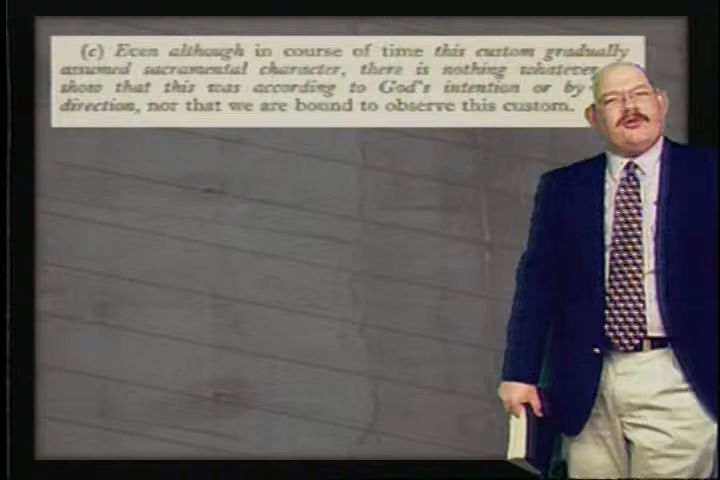 (c) Even although in course of time this custom gradually
assumed sacramental character, there is nothing whatever
show that this was according to God's intention or by
direction, nor that we are bound to observe this custom.